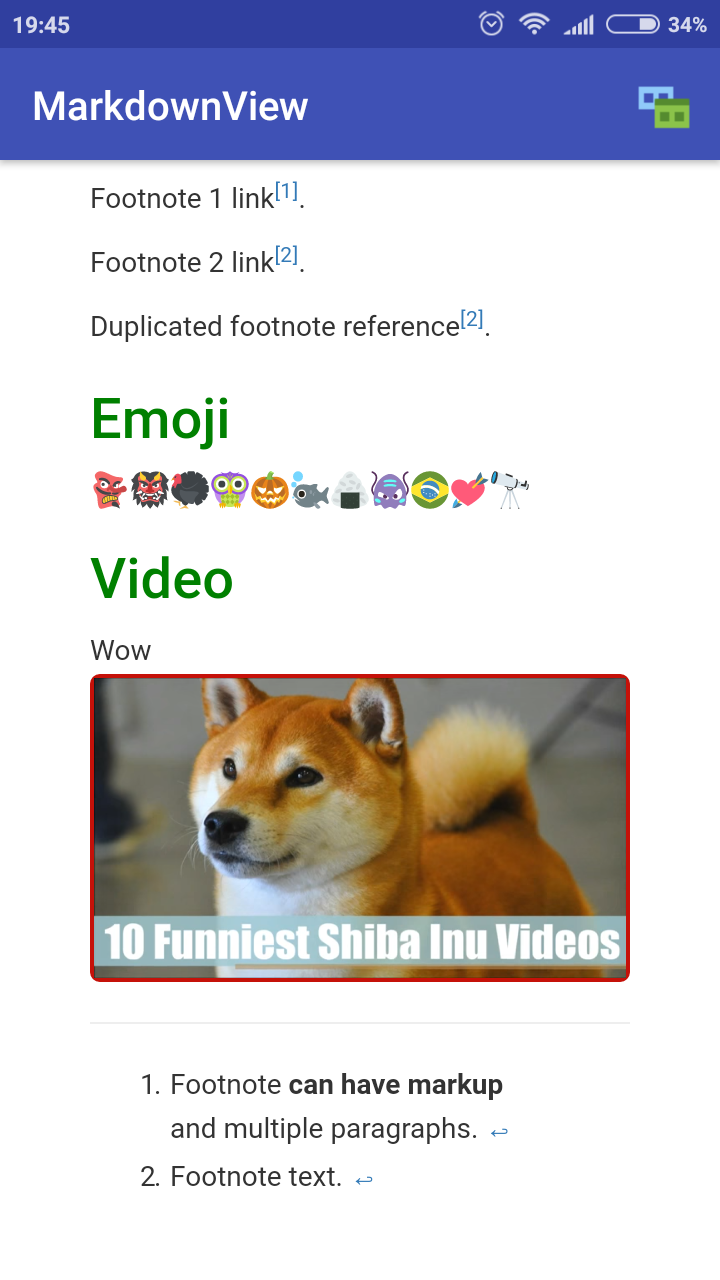 19:45
34%
MarkdownView
Footnote 1 link[1].
Footnote 2 link[2].
Duplicated footnote reference[2].
Emoji
👺👹🦃🦉🎃🐟🍙👾🇧🇷💘🔭
Video
Wow
10 Funniest Shiba Inu Videos
1. Footnote can have markup
and multiple paragraphs. ↩
2. Footnote text. ↩